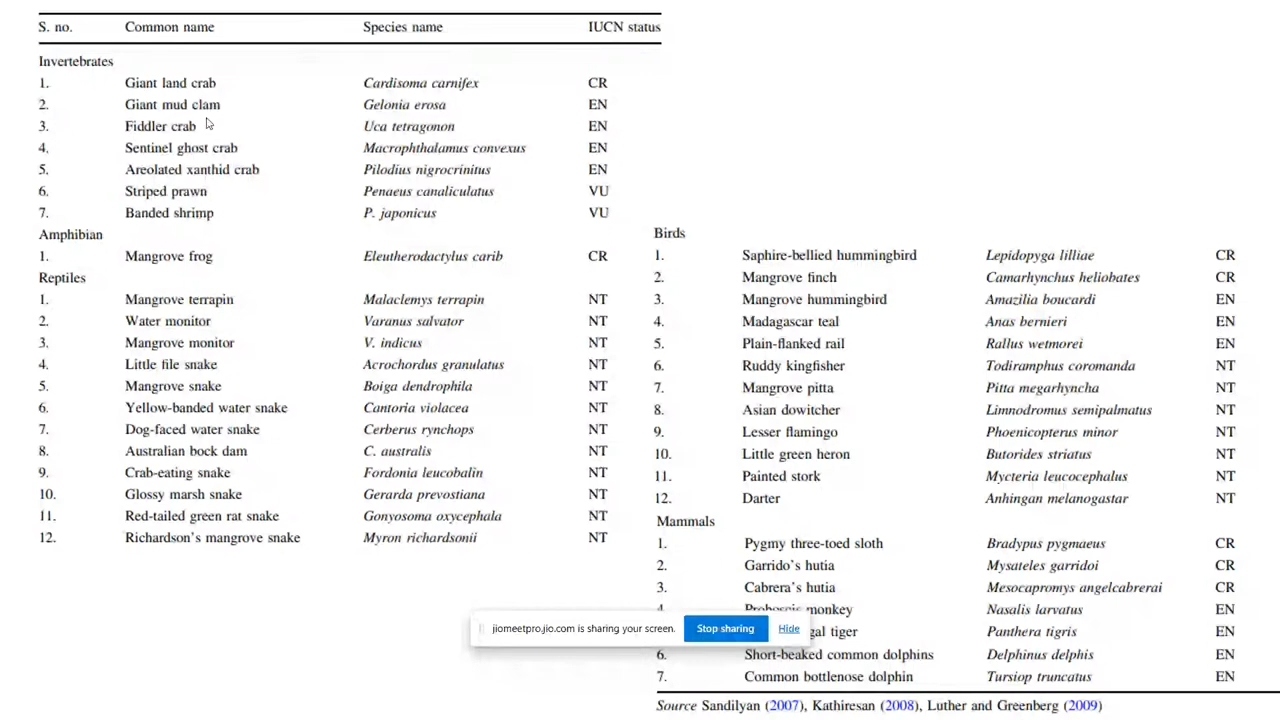 S. no. Common name Species name IUCN status
Invertebrates
1. Giant land crab Cardisoma carnifex CR
2. Giant mud clam Gelonia erosa EN
3. Fiddler crab Uca tetragonon EN
4. Sentinel ghost crab Macrophthalamus convexus EN
5. Areolated xanthid crab Pilodius nigrocrinitus EN
6. Striped prawn Penaeus canaliculatus VU
7. Banded shrimp P. japonicus VU
Amphibian
1. Mangrove frog Eleutherodactylus carib CR
Reptiles
1. Mangrove terrapin Malaclemys terrapin NT
2. Water monitor Varanus salvator NT
3. Mangrove monitor V. indicus NT
4. Little file snake Acrochordus granulatus NT
5. Mangrove snake Boiga dendrophila NT
6. Yellow-banded water snake Cantoria violacea NT
7. Dog-faced water snake Cerberus rynchops NT
8. Australian bock dam C. australis NT
9. Crab-eating snake Fordonia leucobalin NT
10. Glossy marsh snake Gerarda prevostiana NT
11. Red-tailed green rat snake Gonyosoma oxycephala NT
12. Richardson's mangrove snake Myron richardsonii NT
Birds
1. Saphire-bellied hummingbird Lepidopyga lilliae CR
2. Mangrove finch Camarhynchus heliobates CR
3. Mangrove hummingbird Amazilia boucardi EN
4. Madagascar teal Anas bernieri EN
5. Plain-flanked rail Rallus wetmorei EN
6. Ruddy kingfisher Todiramphus coromanda NT
7. Mangrove pitta Pitta megarhyncha NT
8. Asian dowitcher Limnodromus semipalmatus NT
9. Lesser flamingo Phoenicopterus minor NT
10. Little green heron Butorides striatus NT
11. Painted stork Mycteria leucocephalus NT
12. Darter Anhingan melanogastar NT
Mammals
1. Pygmy three-toed sloth Bradypus pygmaeus CR
2. Garrido's hutia Mysateles garridoi CR
3. Cabrera's hutia Mesocapromys angelcabrerai CR
4. Proboscis monkey Nasalis larvatus EN
gal tiger Panthera tigris EN
6. Short-beaked common dolphins Delphinus delphis EN
7. Common bottlenose dolphin Tursiop truncatus EN
Source Sandilyan (2007), Kathiresan (2008), Luther and Greenberg (2009)
jiomeetpro.jio.com is sharing your screen. Stop sharing Hide